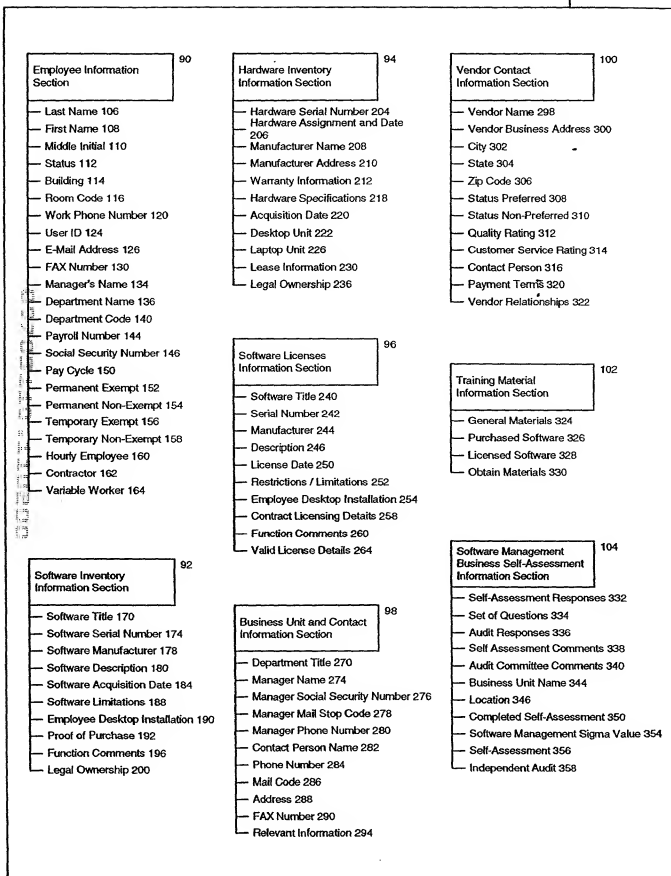 90
Employee Information
Section
Last Name 106
First Name 108
Middle Initial 110
Status 112
Building 114
Room Code 116
Work Phone Number 120
User ID 124
E-Mail Address 126
FAX Number 130
Manager's Name 134
Department Name 136
Department Code 140
Payroll Number 144
Social Security Number 146
Pay Cycle 150
Permanent Exempt 152
Permanent Non-Exempt 154
Temporary Exempt 156
Temporary Non-Exempt 158
Hourly Employee 160
Contractor 162
Variable Worker 164
92
Software Inventory
Information Section
Software Title 170
Software Serial Number 174
Software Manufacturer 178
Software Description 180
Software Acquisition Date 184
Software Limitations 188
Employee Desktop Installation 190
Proof of Purchase 192
Function Comments 196
Legal Ownership 200
94
Hardware Inventory
Information Section
Hardware Serial Number 204
Hardware Assignment and Date
206
Manufacturer Name 208
Manufacturer Address 210
Warranty Information 212
Hardware Specifications 218
Acquisition Date 220
Desktop Unit 222
Laptop Unit 226
Lease Information 230
Legal Ownership 236
96
Software Licenses
Information Section
Software Title 240
Serial Number 242
Manufacturer 244
Description 246
License Date 250
Restrictions / Limitations 252
Employee Desktop Installation 254
Contract Licensing Details 258
Function Comments 260
Valid License Details 264
98
Business Unit and Contact
Information Section
Department Title 270
Manager Name 274
Manager Social Security Number 276
Manager Mail Stop Code 278
Manager Phone Number 280
Contact Person Name 282
Phone Number 284
Mail Code 286
Address 288
FAX Number 290
Relevant Information 294
100
Vendor Contact
Information Section
Vendor Name 298
Vendor Business Address 300
City 302
State 304
Zip Code 306
Status Preferred 308
Status Non-Preferred 310
Quality Rating 312
Customer Service Rating 314
Contact Person 316
Payment Terms 320
Vendor Relationships 322
102
Training Material
Information Section
General Materials 324
Purchased Software 326
Licensed Software 328
Obtain Materials 330
104
Software Management
Business Self-Assessment
Information Section
Self-Assessment Responses 332
Set of Questions 334
Audit Responses 336
Self Assessment Comments 338
Audit Committee Comments 340
Business Unit Name 344
Location 346
Completed Self-Assessment 350
Software Management Sigma Value 354
Self-Assessment 356
Independent Audit 358